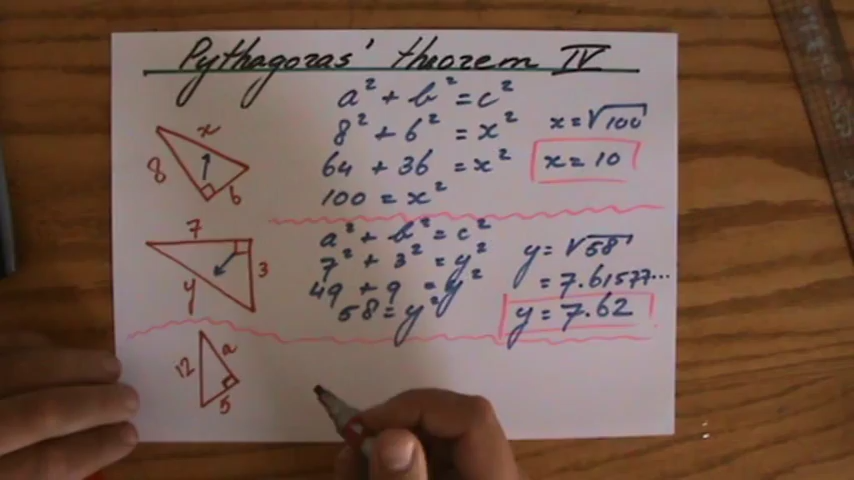 Pythagoras' theorem IV
a² + b² = c²
8² + 6² = x²
64 + 36 = x²
100 = x²
x = √100
x = 10
x
8
1
6
a² + b² = c²
7² + 3² = y²
49 + 9 = y²
58 = y²
y = √58
= 7.61577...
y = 7.62
7
3
y
12
a
5